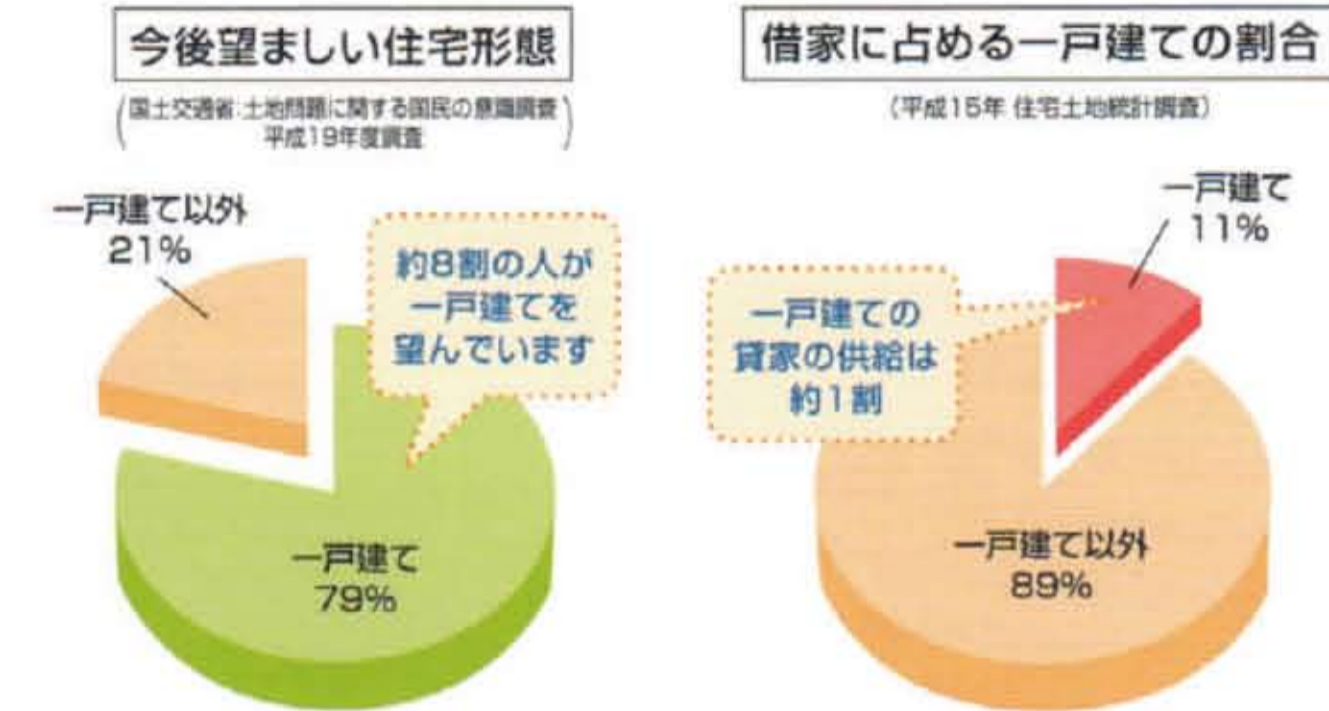 今後望ましい住宅形態
(国土交通省:土地問題に関する国民の意識調査
平成19年度調査)
一戸建て以外
21%
約8割の人が
一戸建てを
望んでいます
一戸建て
79%
借家に占める一戸建ての割合
(平成15年 住宅土地統計調査)
一戸建て
11%
一戸建ての
貸家の供給は
約1割
一戸建て以外
89%